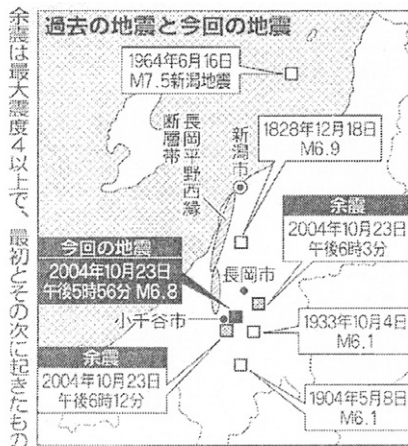 過去の地震と今回の地震
1964年6月16日
M7.5新潟地震
長岡平野西縁
断層帯
新潟市
1828年12月18日
M6.9
余震
2004年10月23日
午後6時3分
今回の地震
2004年10月23日
午後5時56分 M6.8
長岡市
小千谷市
1933年10月4日
M6.1
余震
2004年10月23日
午後6時12分
1904年5月8日
M6.1
余震は最大震度4以上で、最初とその次に起きたもの